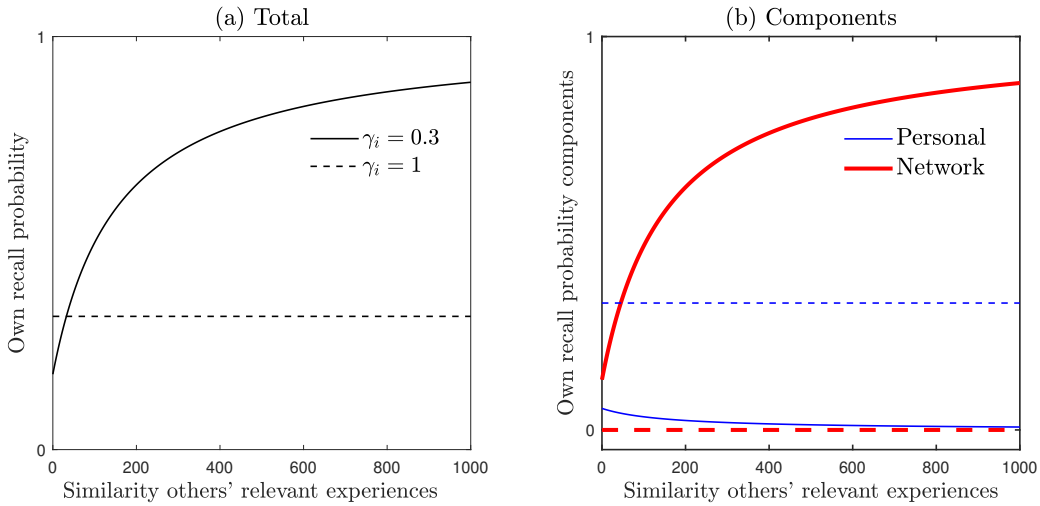 (a) Total
1
0
Own recall probability
γi = 0.3
γi = 1
0 200 400 600 800 1000
Similarity others' relevant experiences
(b) Components
1
0
Own recall probability components
Personal
Network
0 200 400 600 800 1000
Similarity others' relevant experiences